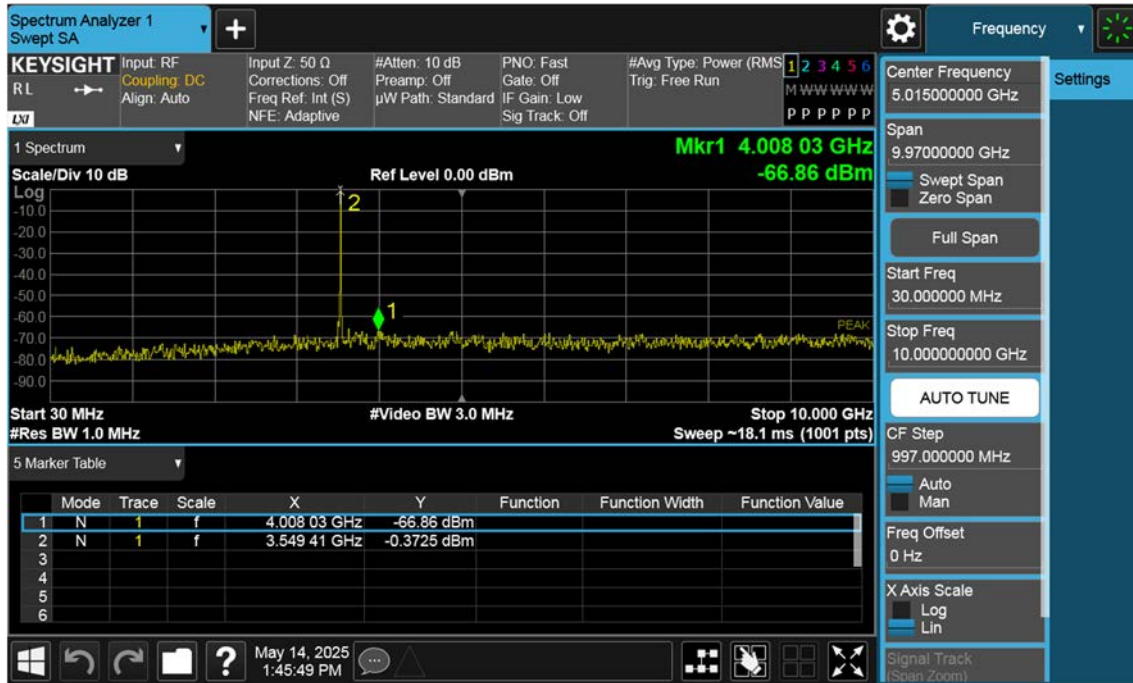 Spectrum Analyzer 1
Swept SA
Frequency
KEYSIGHT
RL
LXI
Input: RF
Coupling: DC
Align: Auto
Input Z: 50 Ω
Corrections: Off
Freq Ref: Int (S)
NFE: Adaptive
#Atten: 10 dB
Preamp: Off
µW Path: Standard
PNO: Fast
Gate: Off
IF Gain: Low
Sig Track: Off
#Avg Type: Power (RMS
Trig: Free Run
1 2 3 4 5 6
M W W W W W
P P P P P P
1 Spectrum
Scale/Div 10 dB
Ref Level 0.00 dBm
Mkr1 4.008 03 GHz
-66.86 dBm
Log
-10.0
-20.0
-30.0
-40.0
-50.0
-60.0
-70.0
-80.0
-90.0
2
1
PEAK
Start 30 MHz
#Video BW 3.0 MHz
Stop 10.000 GHz
#Res BW 1.0 MHz
Sweep ~18.1 ms (1001 pts)
5 Marker Table
Mode Trace Scale X Y Function Function Width Function Value
1 N 1 f 4.008 03 GHz -66.86 dBm
2 N 1 f 3.549 41 GHz -0.3725 dBm
3
4
5
6
May 14, 2025
1:45:49 PM
Center Frequency
5.015000000 GHz
Settings
Span
9.97000000 GHz
Swept Span
Zero Span
Full Span
Start Freq
30.000000 MHz
Stop Freq
10.000000000 GHz
AUTO TUNE
CF Step
997.000000 MHz
Auto
Man
Freq Offset
0 Hz
X Axis Scale
Log
Lin
Signal Track
(Span Zoom)